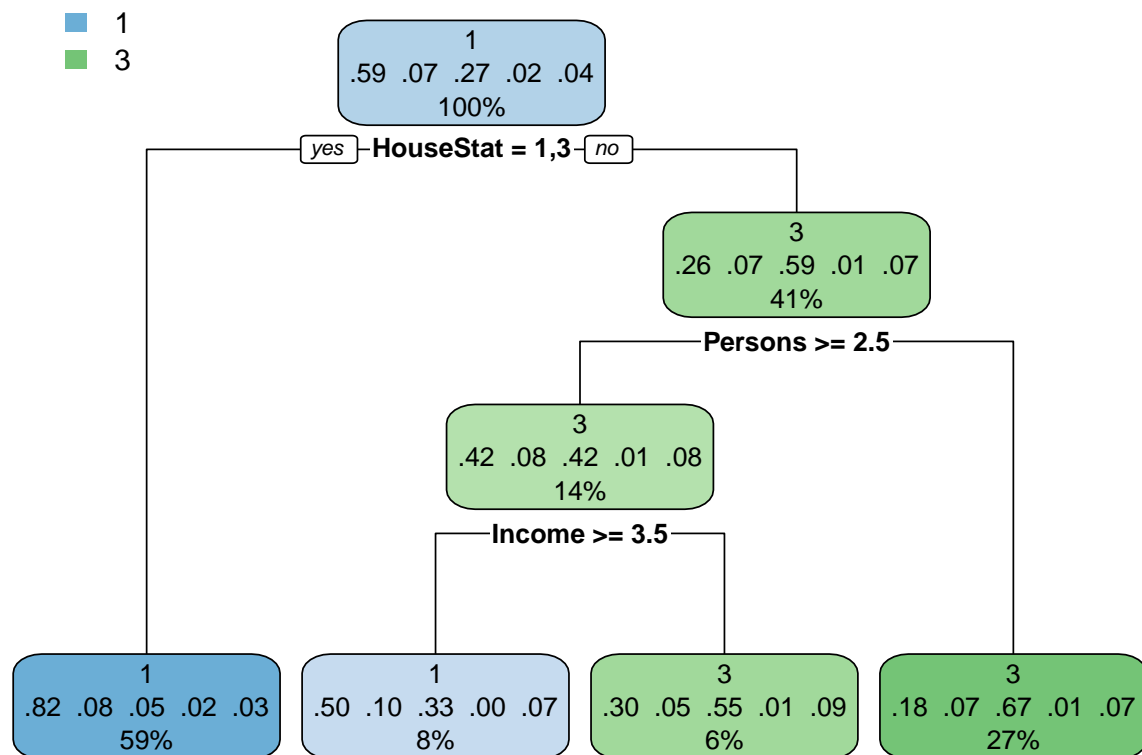 1
3
1
.59 .07 .27 .02 .04
100%
yes HouseStat = 1,3 no
3
.26 .07 .59 .01 .07
41%
Persons >= 2.5
3
.42 .08 .42 .01 .08
14%
Income >= 3.5
1
.82 .08 .05 .02 .03
59%
1
.50 .10 .33 .00 .07
8%
3
.30 .05 .55 .01 .09
6%
3
.18 .07 .67 .01 .07
27%